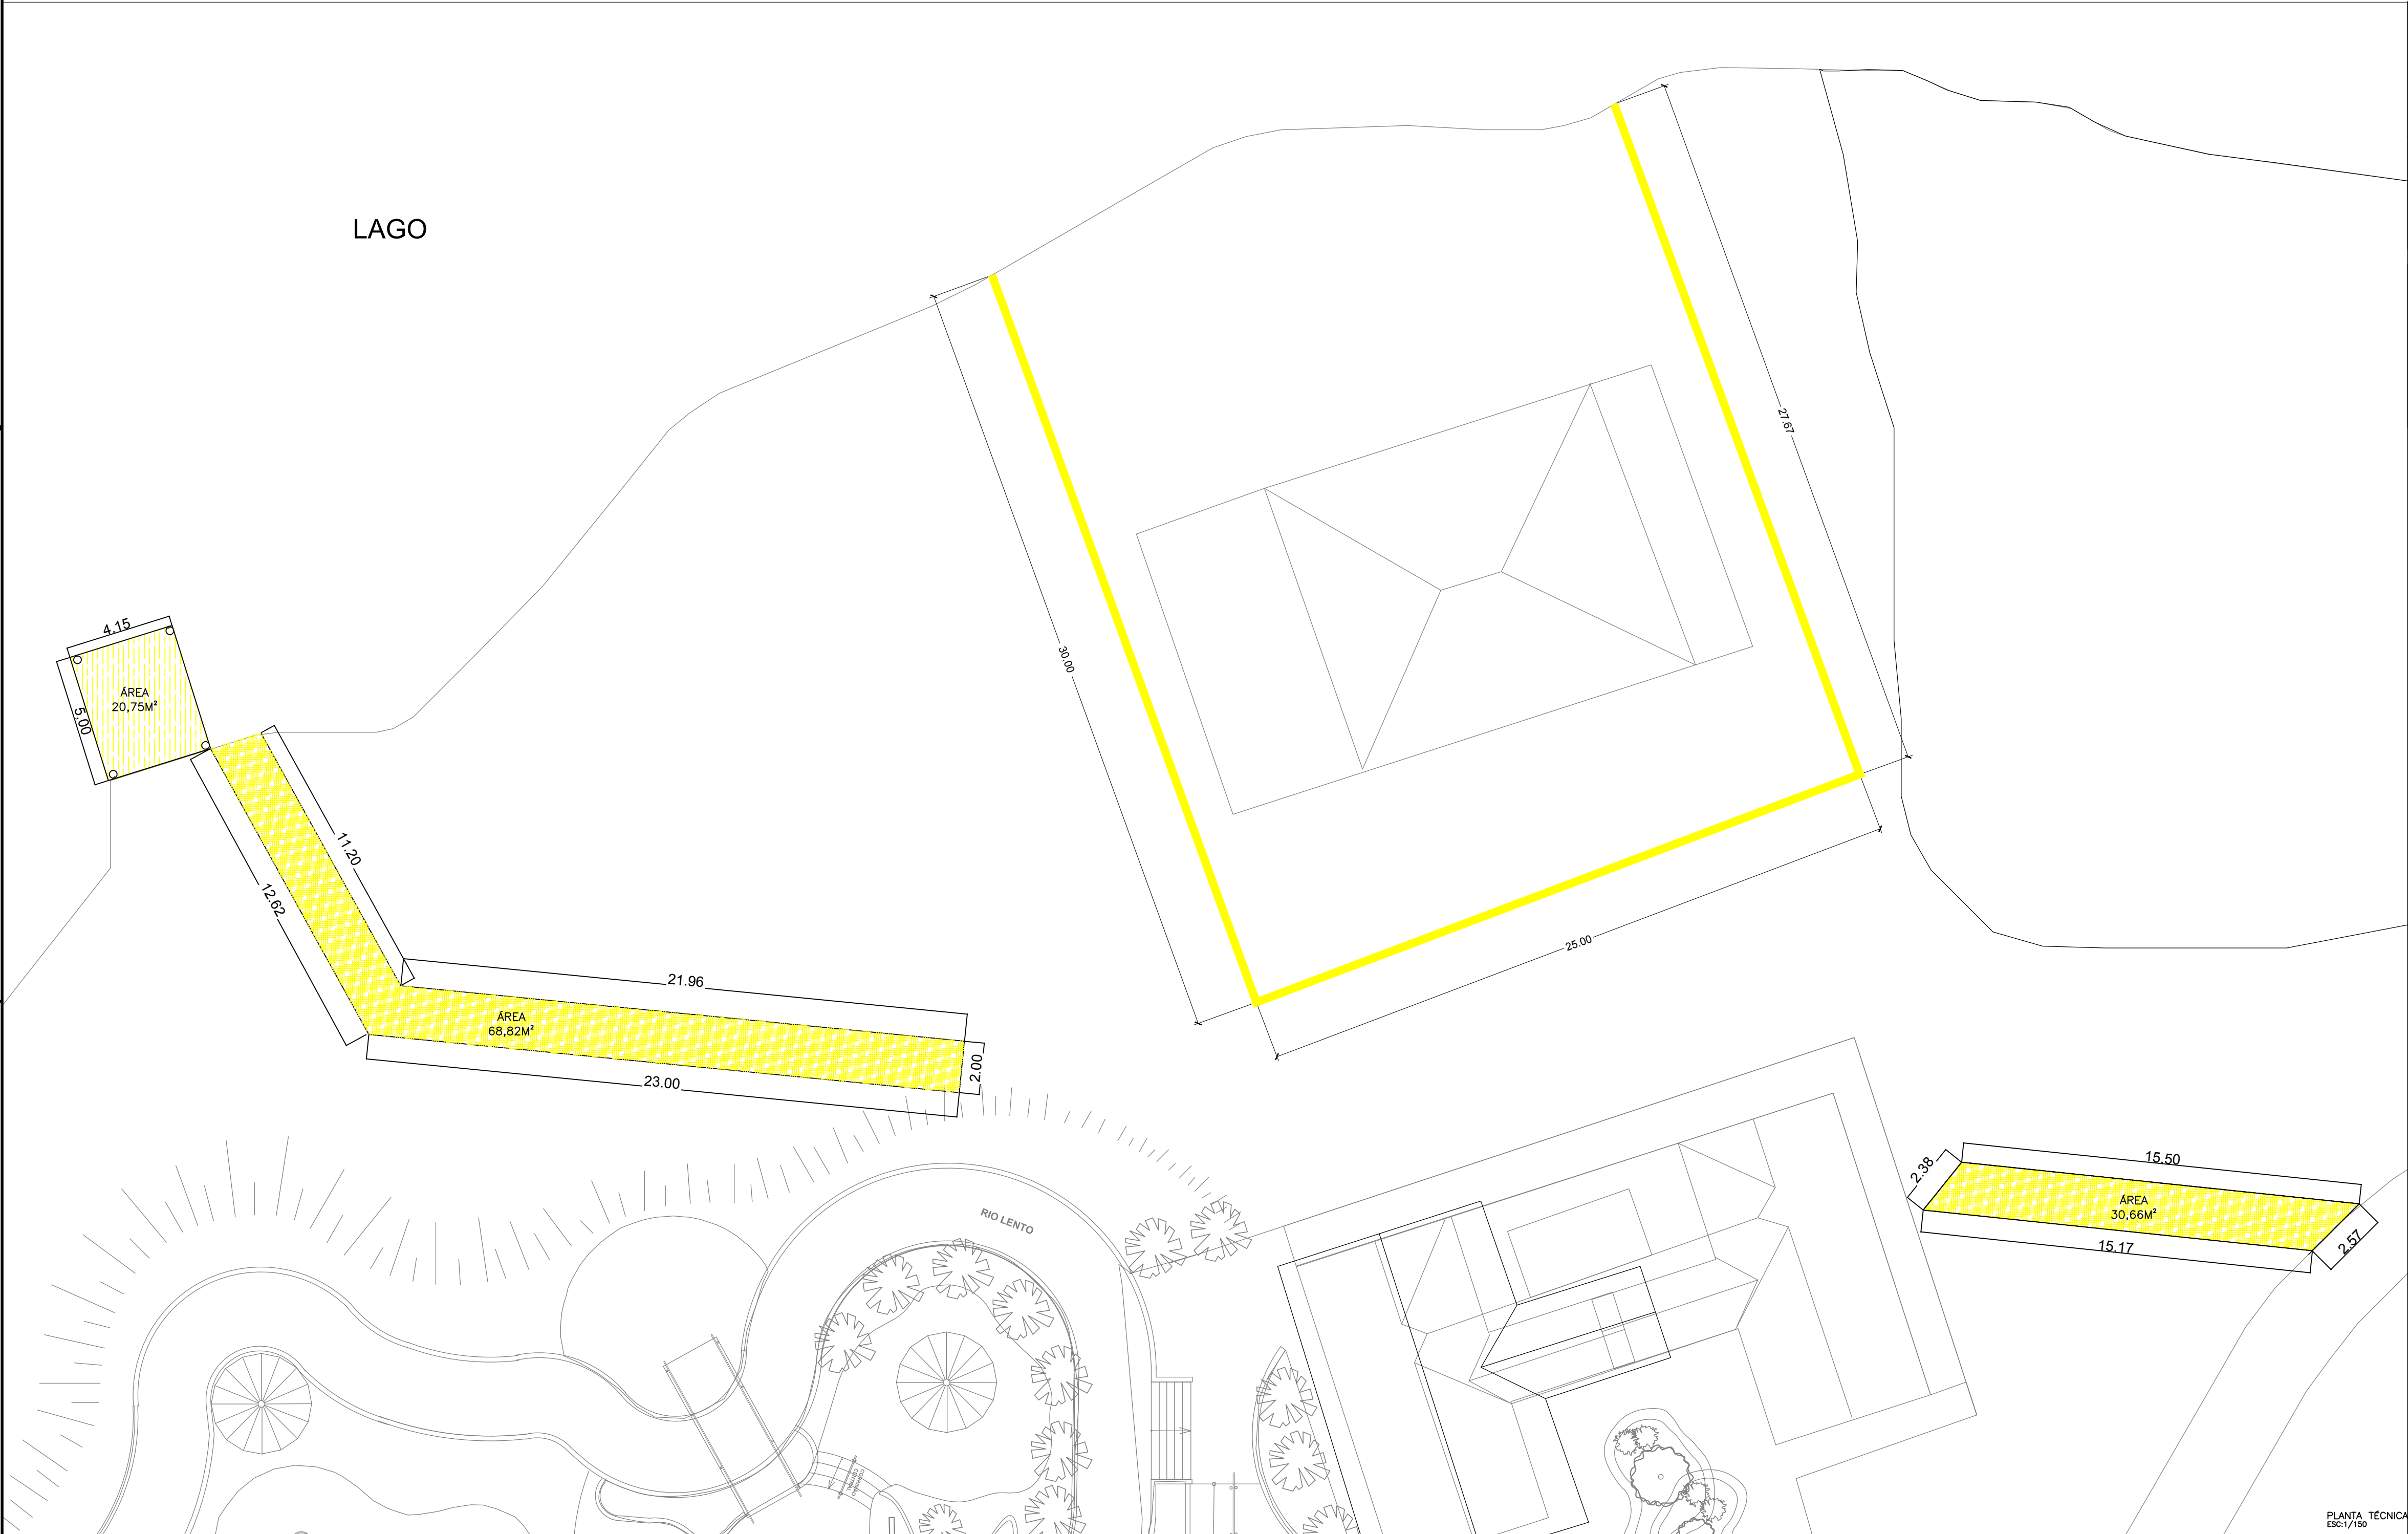 LAGO
27.67
30.00
4.15
ÁREA
20,75M²
5.00
11.20
12.62
25.00
21.96
ÁREA
68,82M²
2.00
23.00
15.50
2.38
ÁREA
30,66M²
15.17
2.57
RIO LENTO
PLANTA TÉCNICA
ESC:1/150